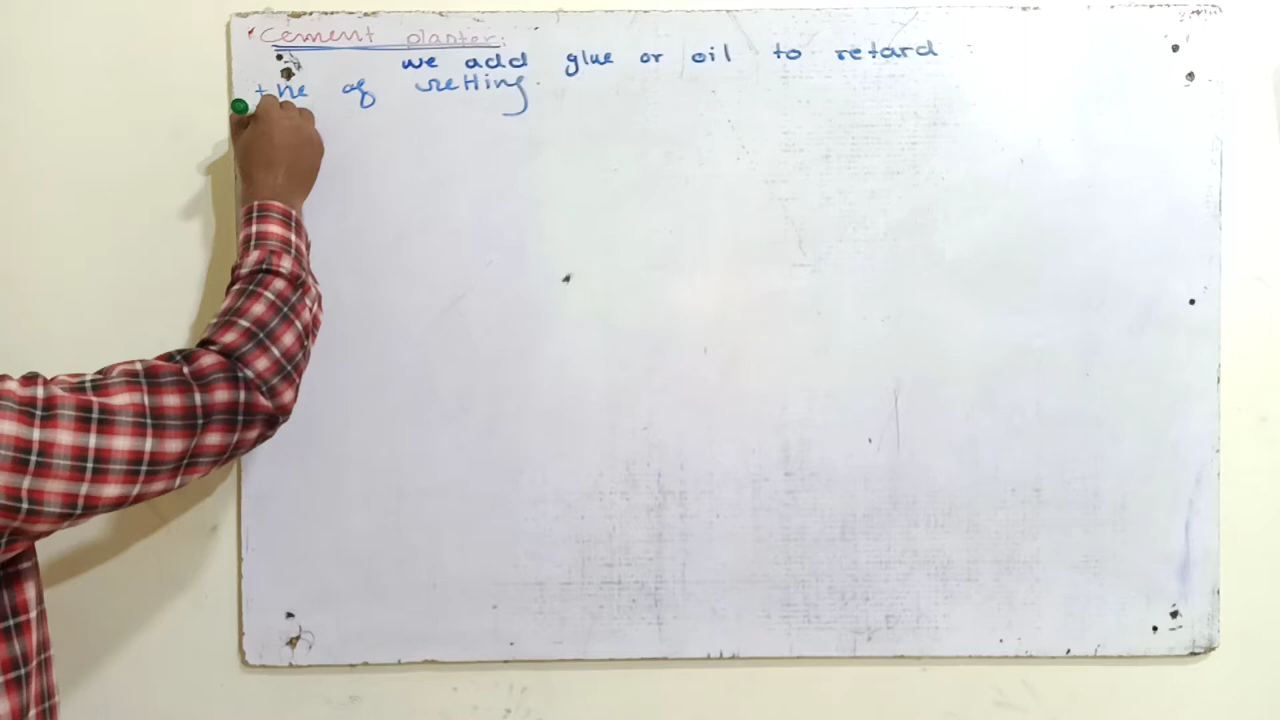 Cement plaster:
we add glue or oil to retard
the of setting.